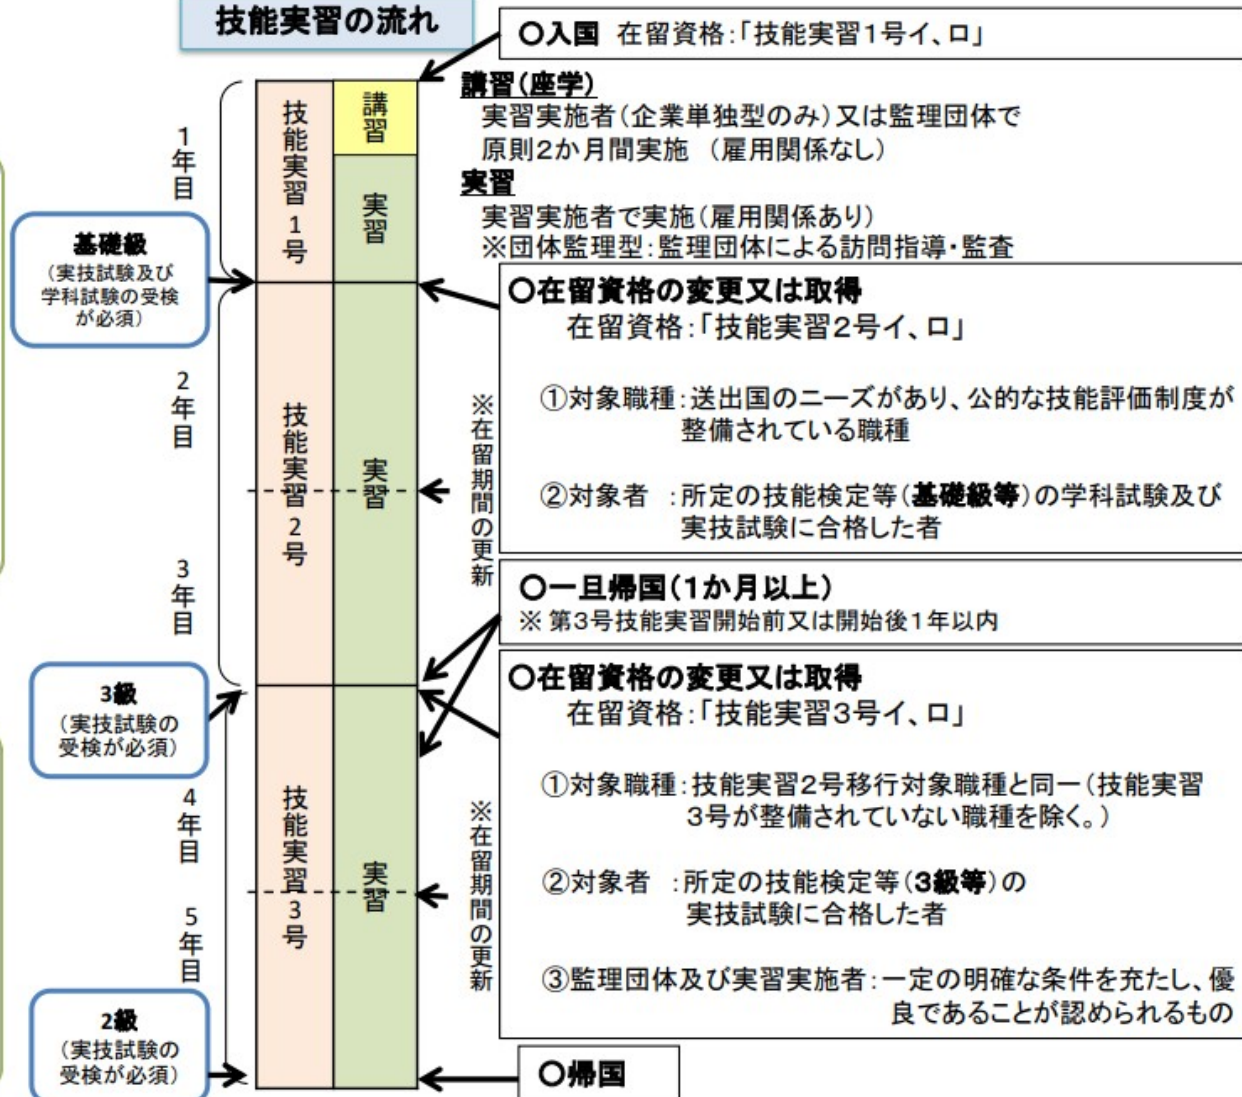 技能実習の流れ
○入国 在留資格:「技能実習1号イ、ロ」
講習(座学)
実習実施者(企業単独型のみ)又は監理団体で
原則2か月間実施 (雇用関係なし)
実習
実習実施者で実施(雇用関係あり)
※団体監理型:監理団体による訪問指導・監査
1年目
技能実習1号
講習
実習
基礎級
(実技試験及び
学科試験の受検
が必須)
○在留資格の変更又は取得
在留資格:「技能実習2号イ、ロ」
①対象職種:送出国のニーズがあり、公的な技能評価制度が
整備されている職種
②対象者 :所定の技能検定等(基礎級等)の学科試験及び
実技試験に合格した者
2年目
技能実習2号
実習
※在留期間の更新
3年目
○一旦帰国(1か月以上)
※ 第3号技能実習開始前又は開始後1年以内
3級
(実技試験の
受検が必須)
○在留資格の変更又は取得
在留資格:「技能実習3号イ、ロ」
①対象職種:技能実習2号移行対象職種と同一(技能実習
3号が整備されていない職種を除く。)
②対象者 :所定の技能検定等(3級等)の
実技試験に合格した者
③監理団体及び実習実施者:一定の明確な条件を充たし、優
良であることが認められるもの
4年目
技能実習3号
実習
※在留期間の更新
5年目
2級
(実技試験の
受検が必須)
○帰国